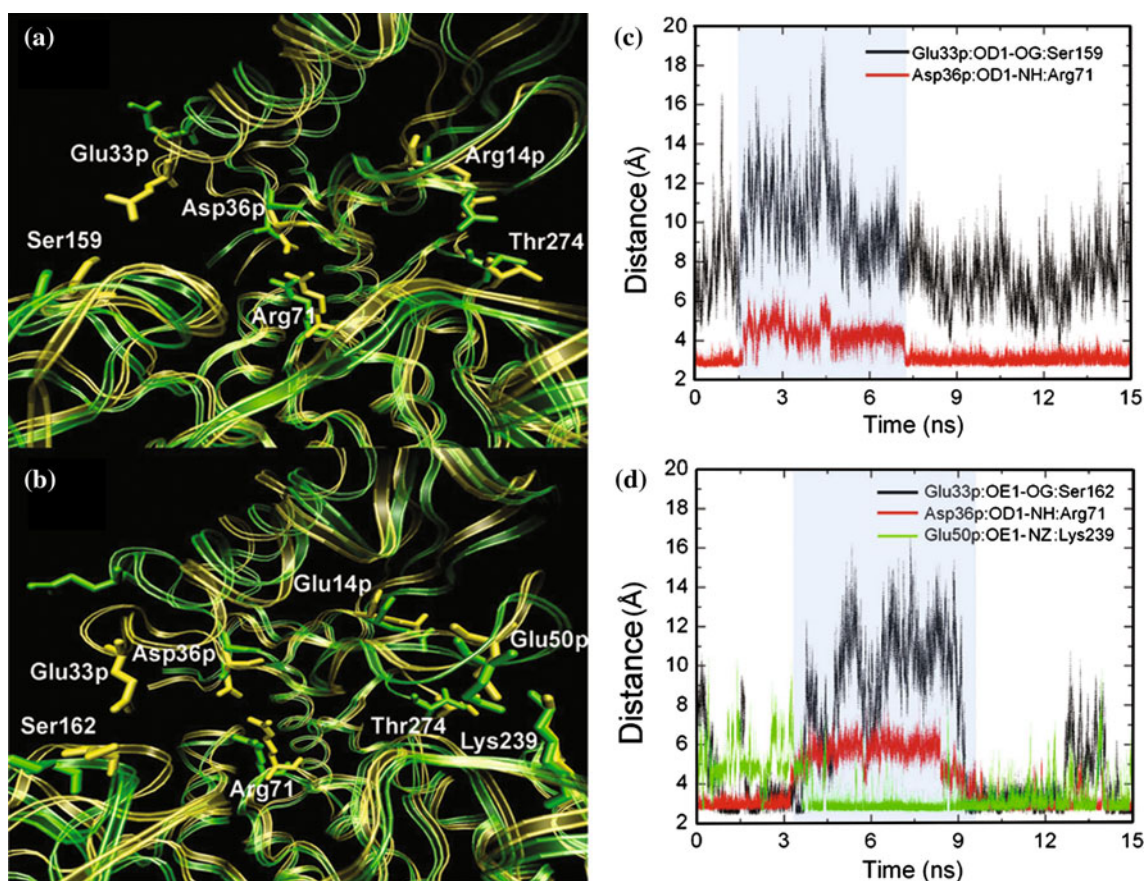 (a)
Glu33p
Arg14p
Asp36p
Ser159
Thr274
Arg71
(b)
Glu14p
Glu50p
Asp36p
Glu33p
Ser162
Thr274
Lys239
Arg71
(c)
Glu33p:OD1-OG:Ser159
Asp36p:OD1-NH:Arg71
Distance (Å)
20
18
16
14
12
10
8
6
4
2
0 3 6 9 12 15
Time (ns)
(d)
Glu33p:OE1-OG:Ser162
Asp36p:OD1-NH:Arg71
Glu50p:OE1-NZ:Lys239
Distance (Å)
20
18
16
14
12
10
8
6
4
2
0 3 6 9 12 15
Time (ns)